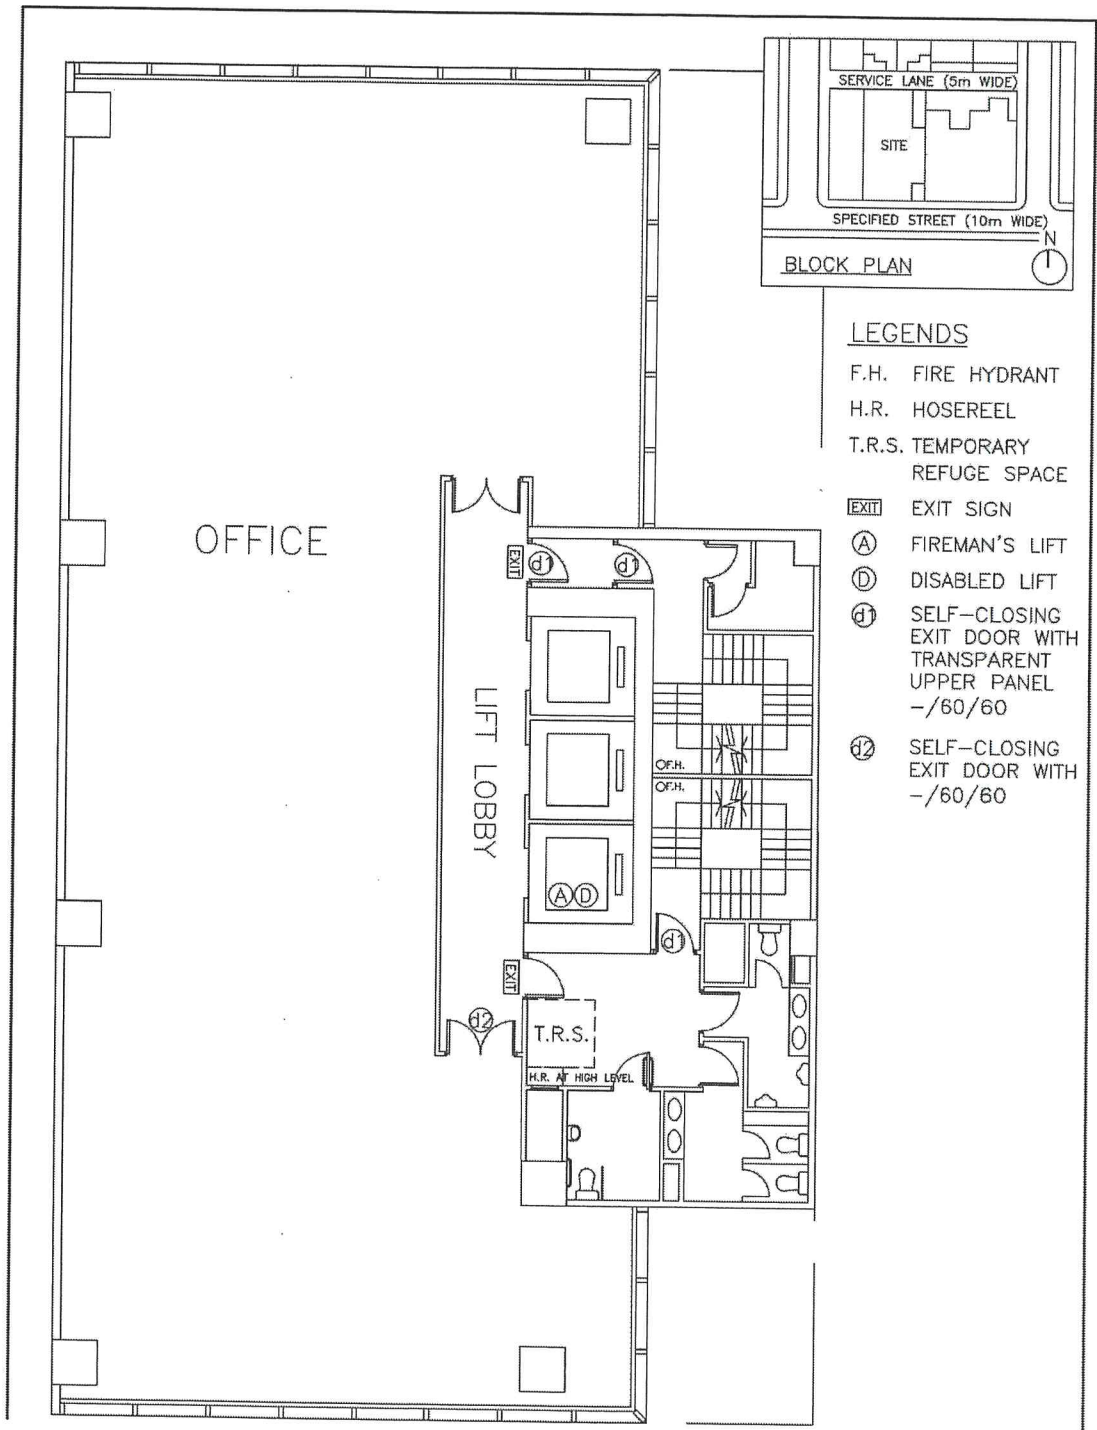 SERVICE LANE (5m WIDE)
SITE
SPECIFIED STREET (10m WIDE)
N
BLOCK PLAN
LEGENDS
F.H. FIRE HYDRANT
H.R. HOSEREEL
T.R.S. TEMPORARY
REFUGE SPACE
EXIT EXIT SIGN
A FIREMAN'S LIFT
D DISABLED LIFT
d1 SELF-CLOSING
EXIT DOOR WITH
TRANSPARENT
UPPER PANEL
-/60/60
d2 SELF-CLOSING
EXIT DOOR WITH
-/60/60
OFFICE
EXIT
d1
d1
LIFT LOBBY
F.H.
F.H.
A D
d1
EXIT
d2
T.R.S.
H.R. AT HIGH LEVEL